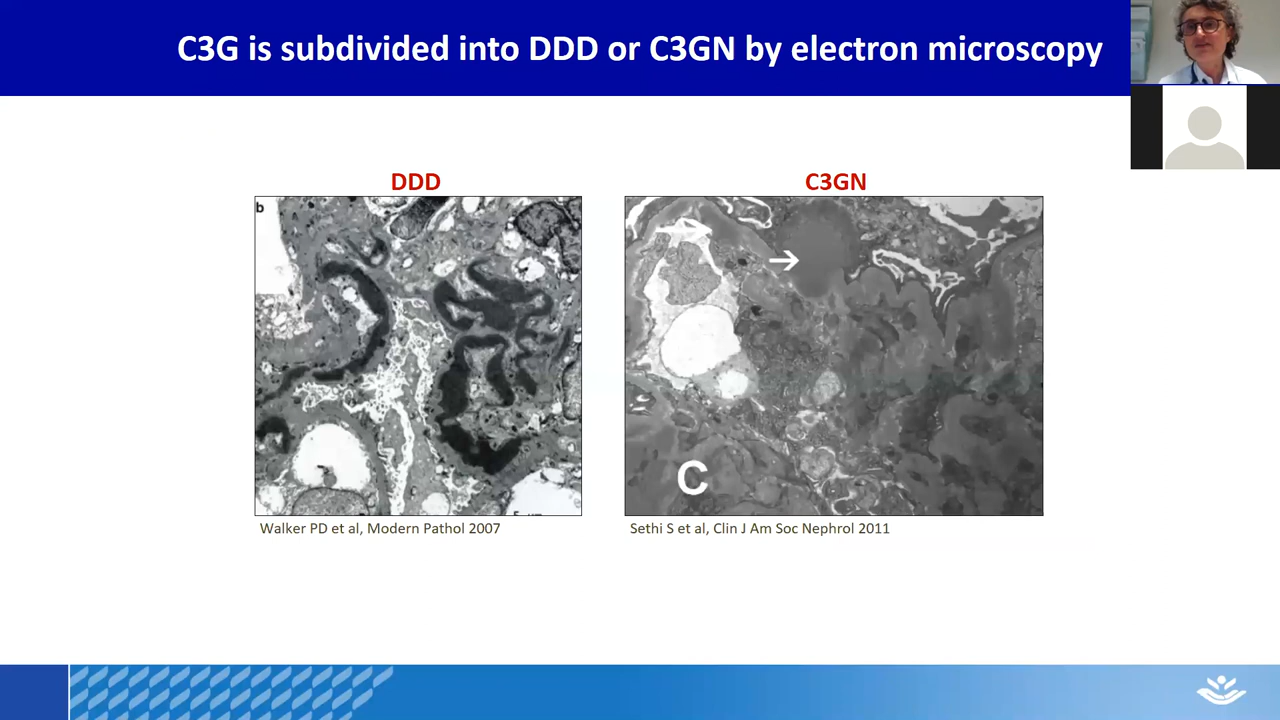 C3G is subdivided into DDD or C3GN by electron microscopy
DDD
C3GN
b
C
Walker PD et al, Modern Pathol 2007
Sethi S et al, Clin J Am Soc Nephrol 2011